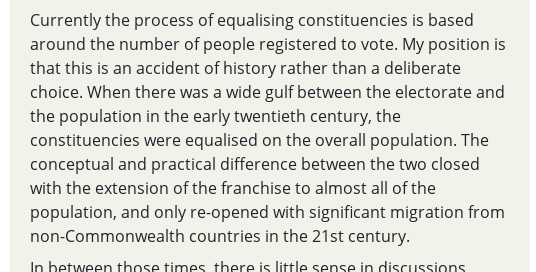 Currently the process of equalising constituencies is based
around the number of people registered to vote. My position is
that this is an accident of history rather than a deliberate
choice. When there was a wide gulf between the electorate and
the population in the early twentieth century, the
constituencies were equalised on the overall population. The
conceptual and practical difference between the two closed
with the extension of the franchise to almost all of the
population, and only re-opened with significant migration from
non-Commonwealth countries in the 21st century.
In between those times, there is little sense in discussions